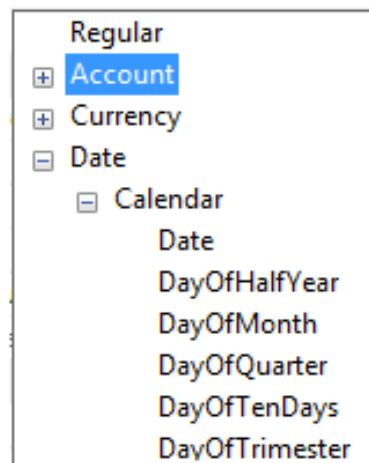 Regular
Account
Currency
Date
Calendar
Date
DayOfHalfYear
DayOfMonth
DayOfQuarter
DayOfTenDays
DayOfTrimester